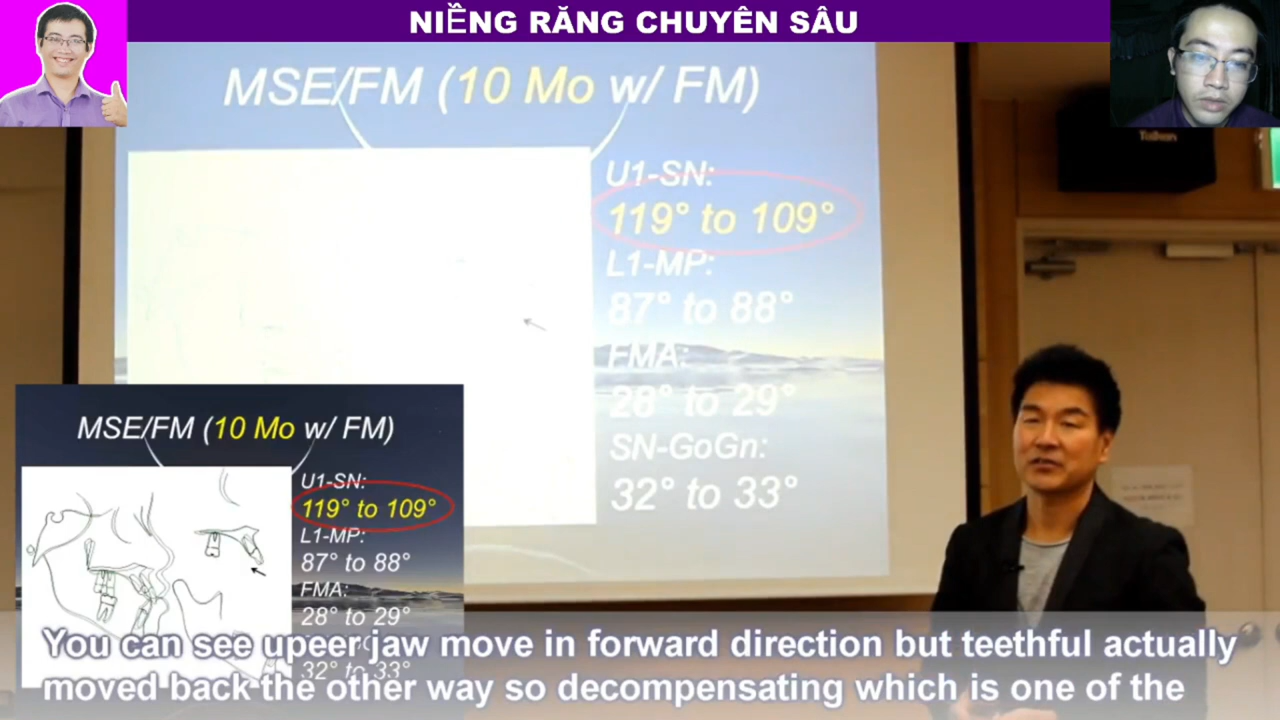 NIỀNG RĂNG CHUYÊN SÂU
MSE/FM (10 Mo w/ FM)
U1-SN:
119° to 109°
L1-MP:
87° to 88°
FMA:
28° to 29°
SN-GoGn:
32° to 33°
MSE/FM (10 Mo w/ FM)
U1-SN:
119° to 109°
L1-MP:
87° to 88°
FMA:
28° to 29°
32° to 33°
You can see upeer jaw move in forward direction but teethful actually
moved back the other way so decompensating which is one of the